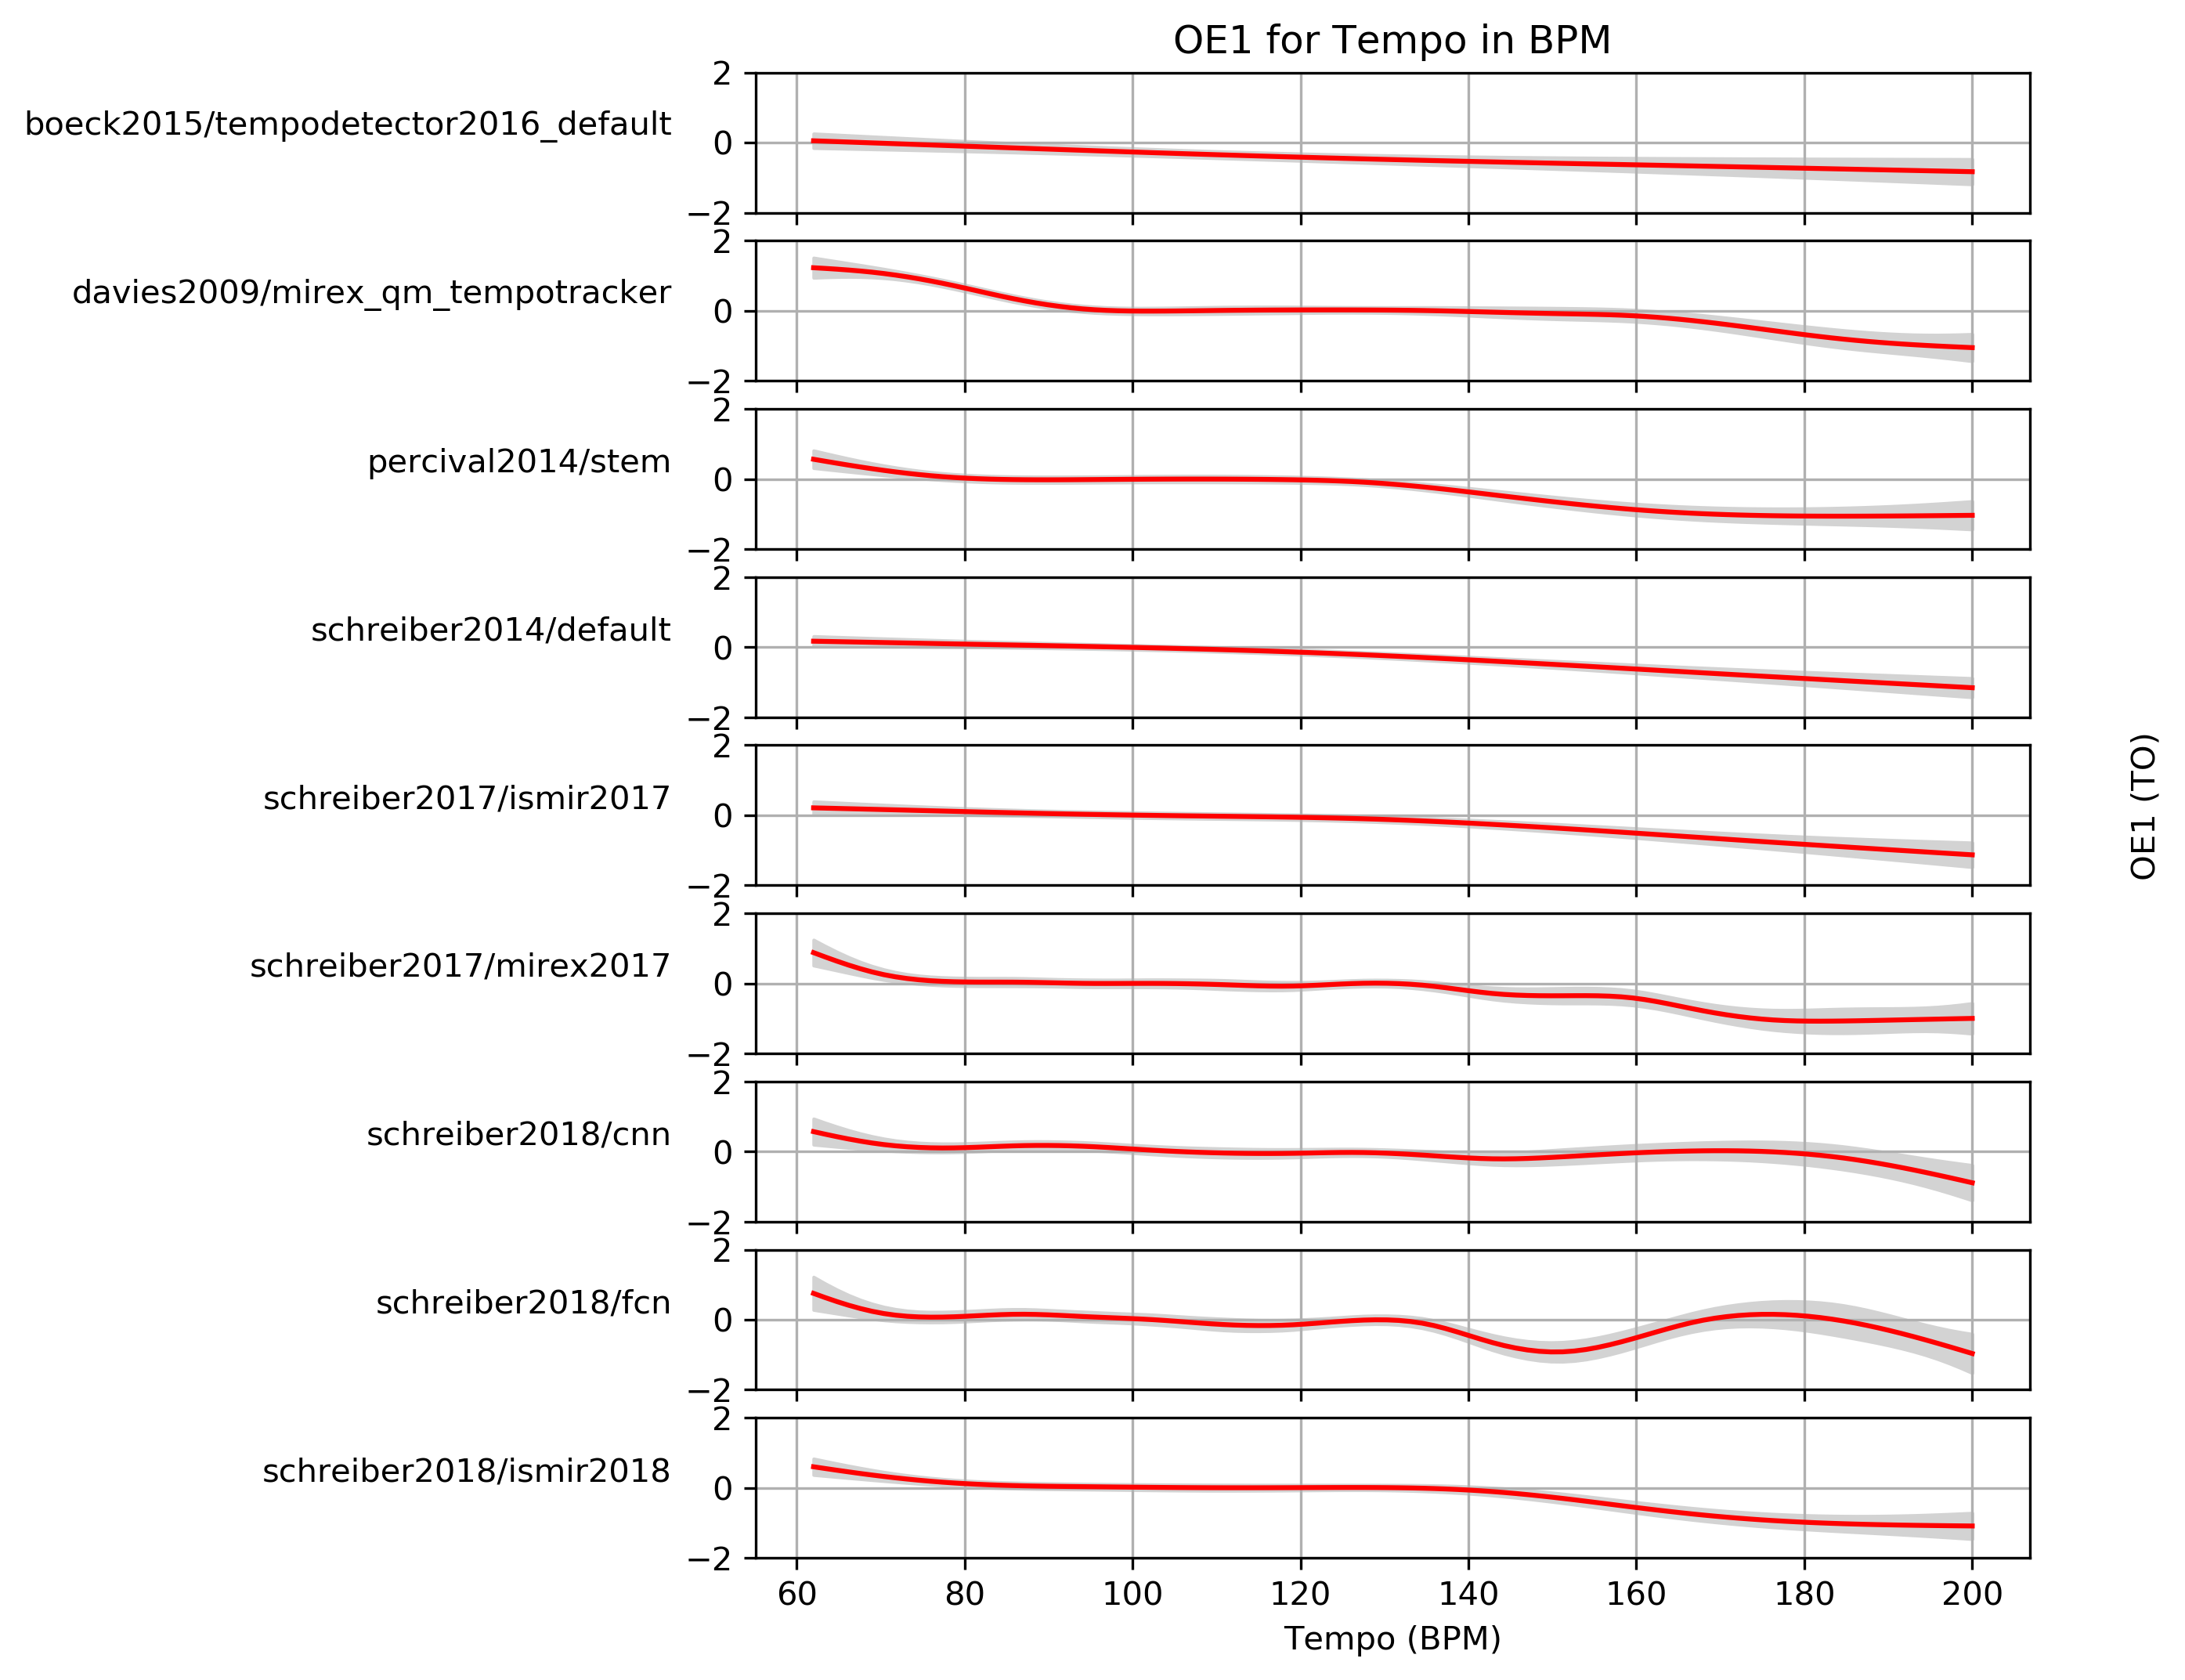 OE1 for Tempo in BPM
boeck2015/tempodetector2016_default
2
0
−2
davies2009/mirex_qm_tempotracker
2
0
−2
percival2014/stem
2
0
−2
schreiber2014/default
2
0
−2
schreiber2017/ismir2017
2
0
−2
schreiber2017/mirex2017
2
0
−2
schreiber2018/cnn
2
0
−2
schreiber2018/fcn
2
0
−2
schreiber2018/ismir2018
2
0
−2
60 80 100 120 140 160 180 200
Tempo (BPM)
OE1 (TO)